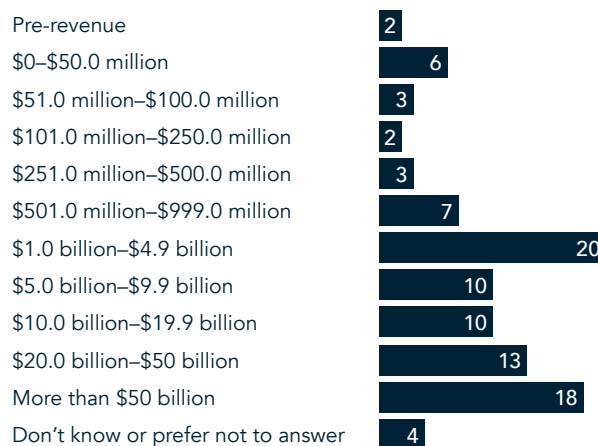 Pre-revenue 2
$0–$50.0 million 6
$51.0 million–$100.0 million 3
$101.0 million–$250.0 million 2
$251.0 million–$500.0 million 3
$501.0 million–$999.0 million 7
$1.0 billion–$4.9 billion 20
$5.0 billion–$9.9 billion 10
$10.0 billion–$19.9 billion 10
$20.0 billion–$50 billion 13
More than $50 billion 18
Don’t know or prefer not to answer 4